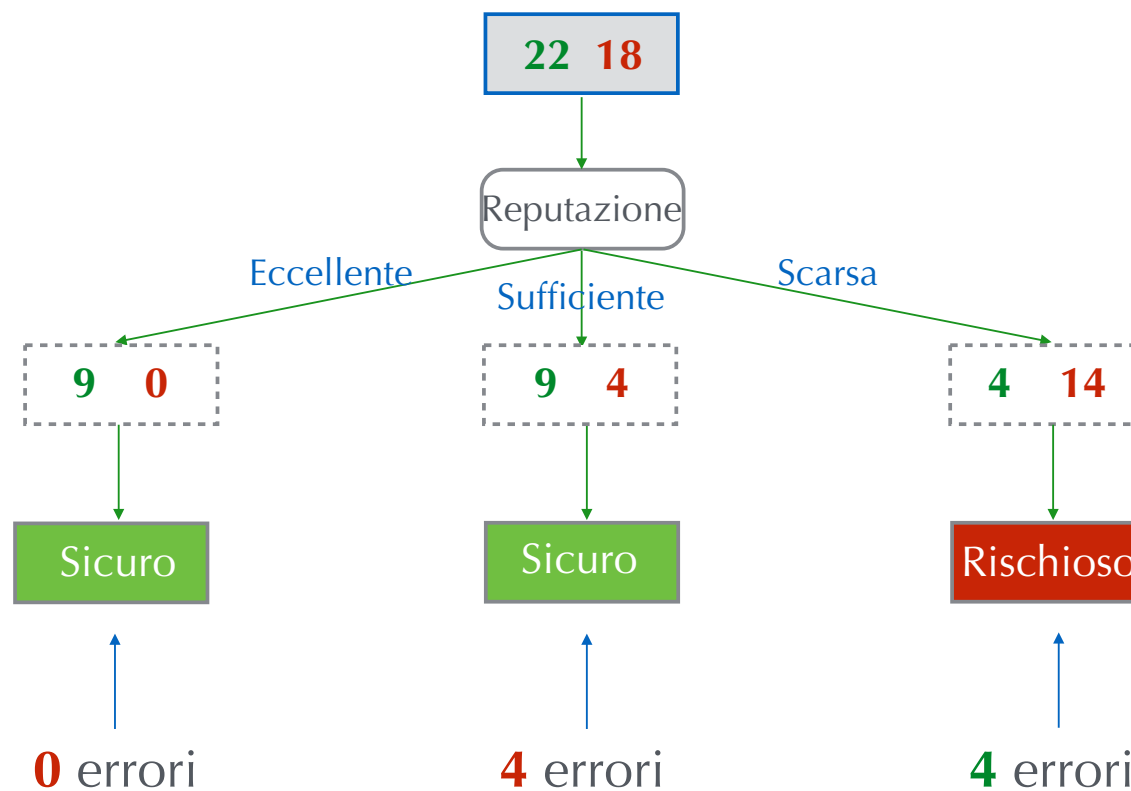 22 18
Reputazione
Eccellente
Sufficiente
Scarsa
9 0
9 4
4 14
Sicuro
Sicuro
Rischioso
0 errori
4 errori
4 errori